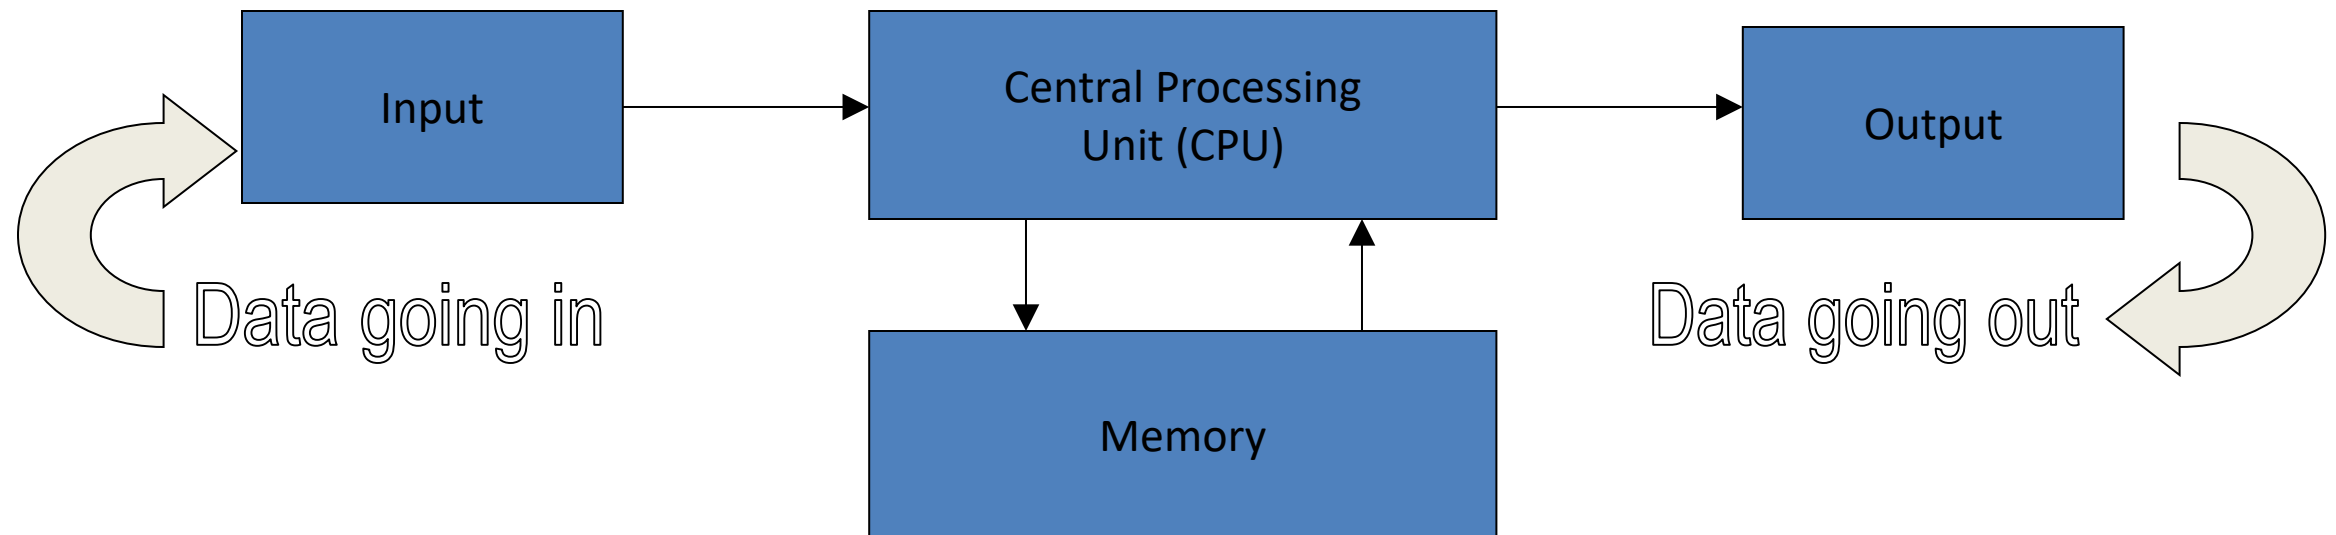 Input
Central Processing
Unit (CPU)
Output
Data going in
Data going out
Memory